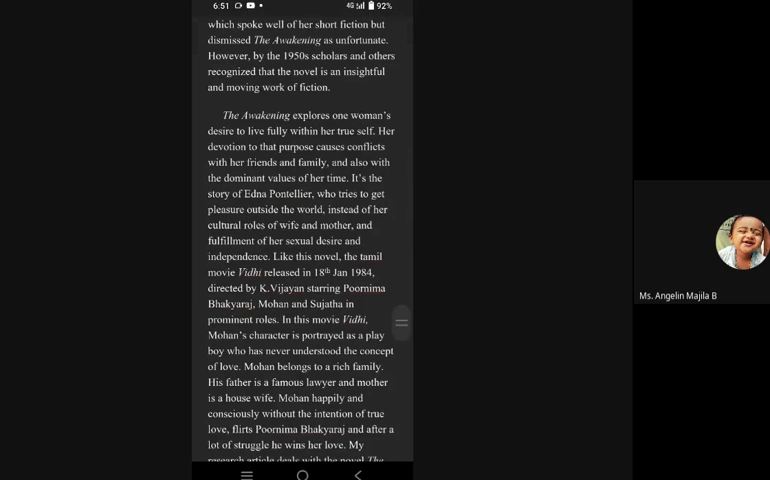 6:51
4G
92%
which spoke well of her short fiction but
dismissed The Awakening as unfortunate.
However, by the 1950s scholars and others
recognized that the novel is an insightful
and moving work of fiction.
The Awakening explores one woman's
desire to live fully within her true self. Her
devotion to that purpose causes conflicts
with her friends and family, and also with
the dominant values of her time. It's the
story of Edna Pontellier, who tries to get
pleasure outside the world, instead of her
cultural roles of wife and mother, and
fulfillment of her sexual desire and
independence. Like this novel, the tamil
movie Vidhi released in 18th Jan 1984,
directed by K.Vijayan starring Poornima
Bhakyaraj, Mohan and Sujatha in
prominent roles. In this movie Vidhi,
Mohan's character is portrayed as a play
boy who has never understood the concept
of love. Mohan belongs to a rich family.
His father is a famous lawyer and mother
is a house wife. Mohan happily and
consciously without the intention of true
love, flirts Poornima Bhakyaraj and after a
lot of struggle he wins her love. My
research article deals with the novel The
Ms. Angelin Majila B